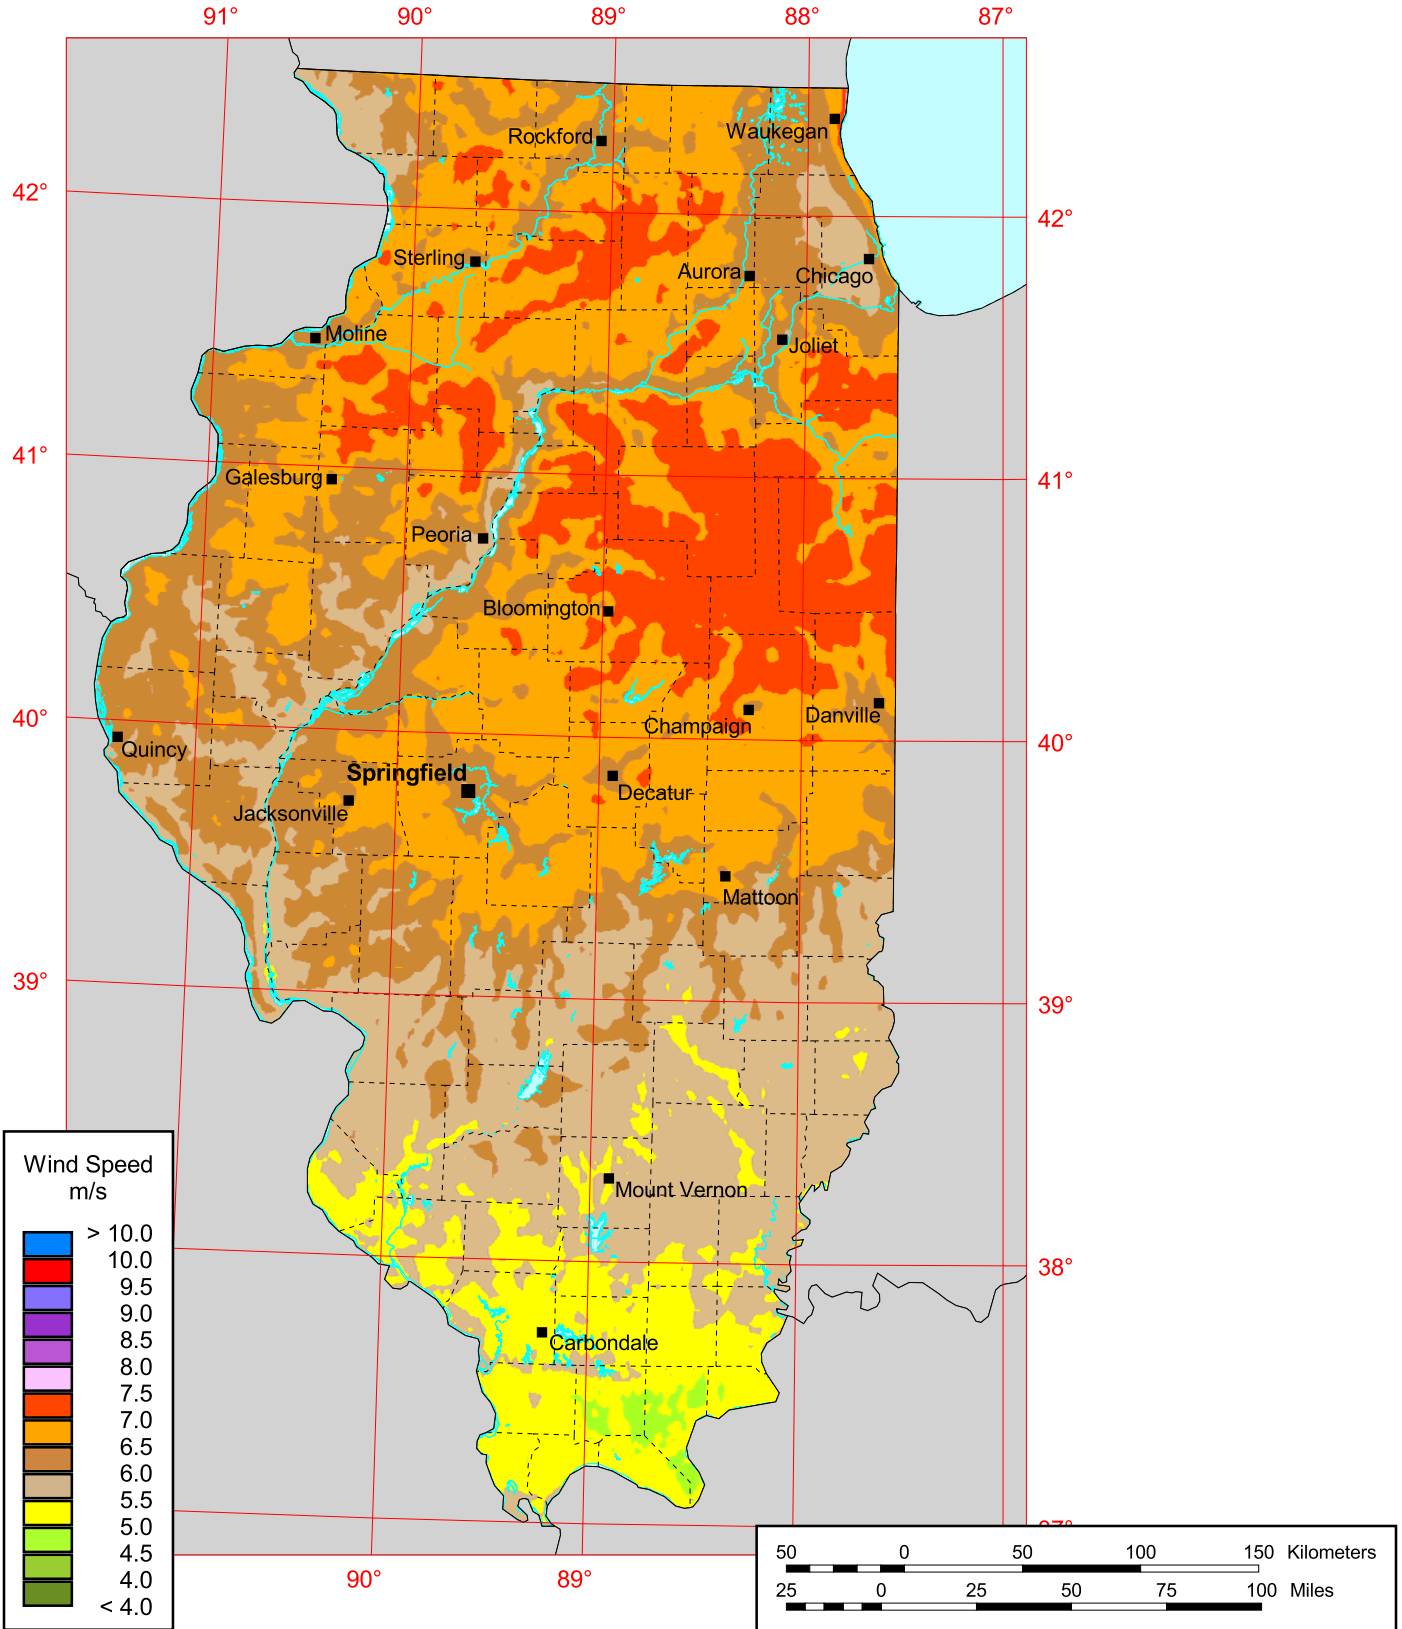 91° 90° 89° 88° 87°
Rockford
Waukegan
42°
42°
Sterling
Aurora
Chicago
Moline
Joliet
41°
41°
Galesburg
Peoria
Bloomington
40°
40°
Champaign
Danville
Quincy
Springfield
Decatur
Jacksonville
Mattoon
39°
39°
Wind Speed
m/s
> 10.0
10.0
9.5
9.0
8.5
8.0
7.5
7.0
6.5
6.0
5.5
5.0
4.5
4.0
< 4.0
Mount Vernon
38°
Carbondale
37°
50 0 50 100 150 Kilometers
25 0 25 50 75 100 Miles
90° 89°